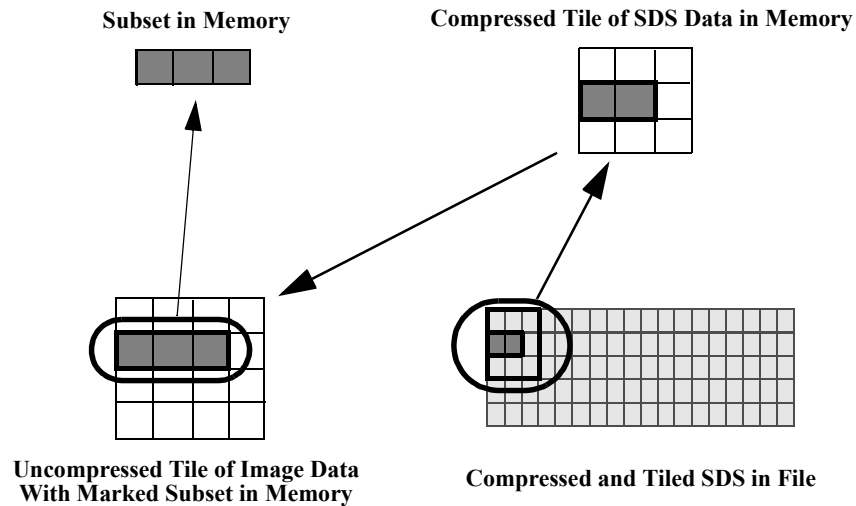 Subset in Memory
Compressed Tile of SDS Data in Memory
Uncompressed Tile of Image Data
With Marked Subset in Memory
Compressed and Tiled SDS in File